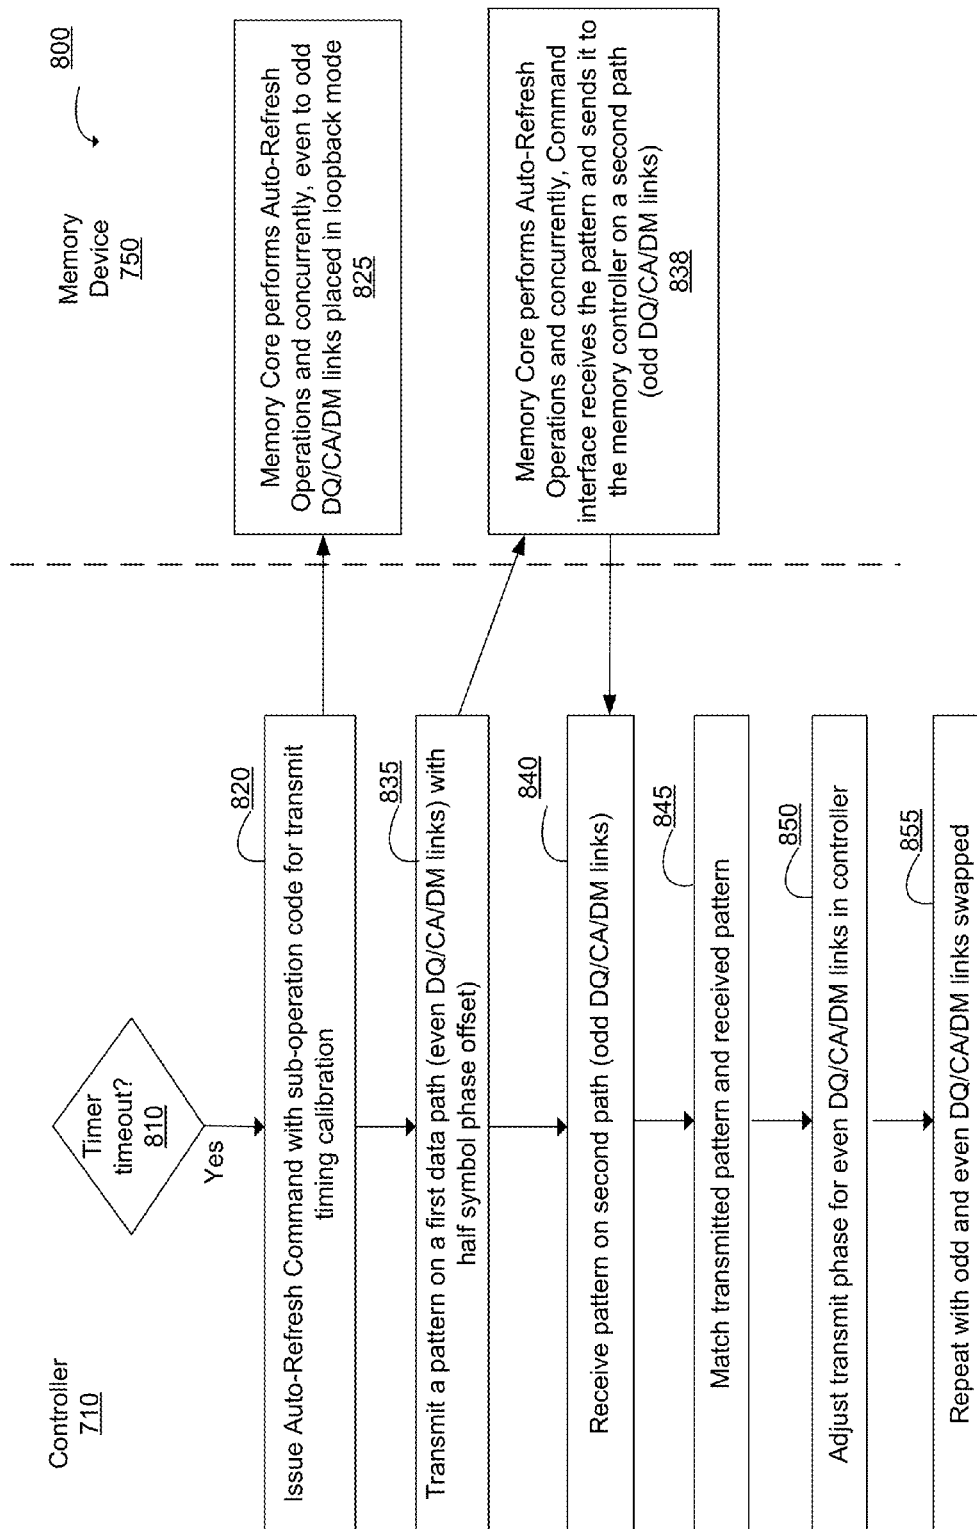 800
Controller
710
Memory
Device
750
Timer
timeout?
810
Yes
820
Issue Auto-Refresh Command with sub-operation code for transmit
timing calibration
Memory Core performs Auto-Refresh
Operations and concurrently, even to odd
DQ/CA/DM links placed in loopback mode
825
835
Transmit a pattern on a first data path (even DQ/CA/DM links) with
half symbol phase offset)
Memory Core performs Auto-Refresh
Operations and concurrently, Command
interface receives the pattern and sends it to
the memory controller on a second path
(odd DQ/CA/DM links)
838
840
Receive pattern on second path (odd DQ/CA/DM links)
845
Match transmitted pattern and received pattern
850
Adjust transmit phase for even DQ/CA/DM links in controller
855
Repeat with odd and even DQ/CA/DM links swapped